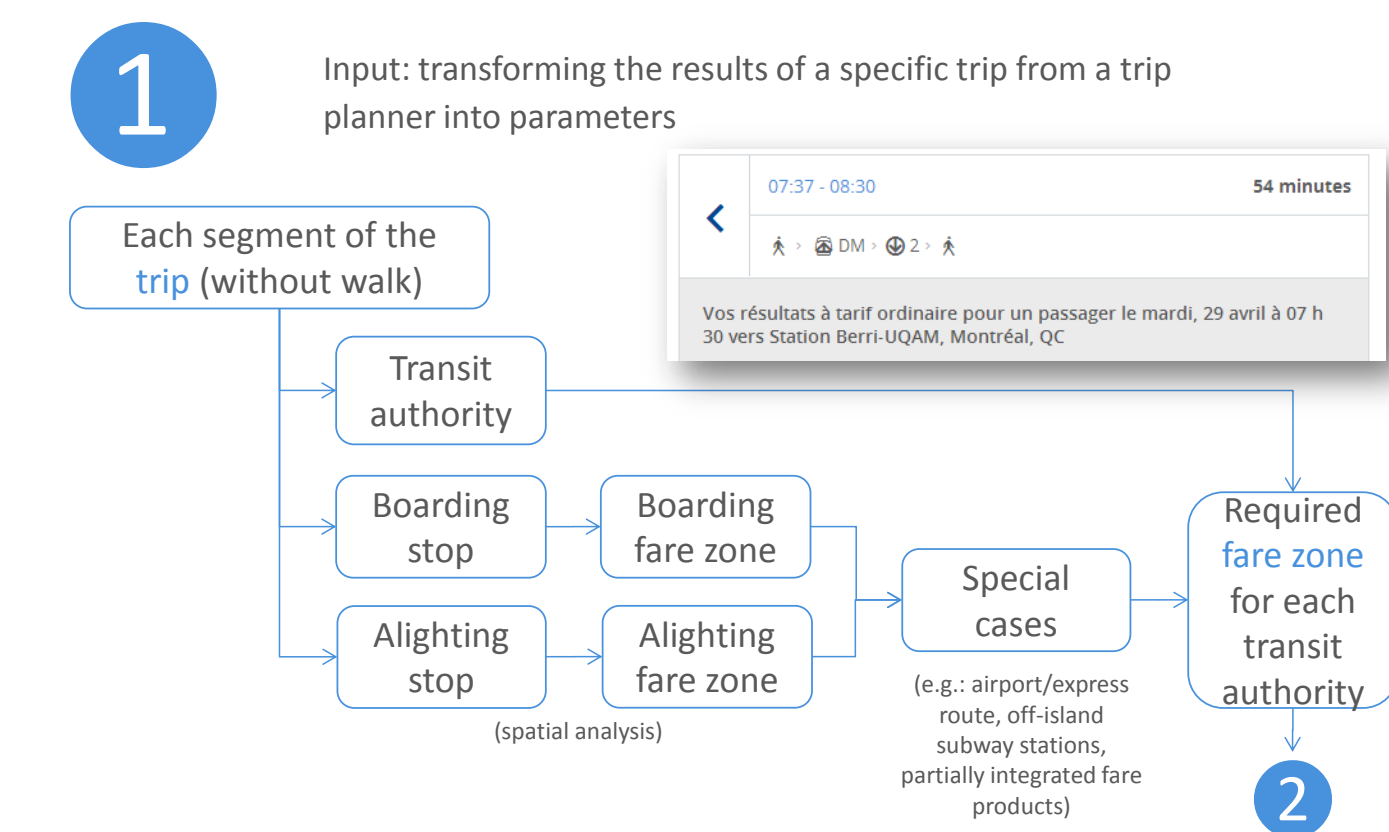 1
Input: transforming the results of a specific trip from a trip
planner into parameters
07:37 - 08:30
54 minutes
> DM > 2 >
Vos résultats à tarif ordinaire pour un passager le mardi, 29 avril à 07 h
30 vers Station Berri-UQAM, Montréal, QC
Each segment of the
trip (without walk)
Transit
authority
Boarding
stop
Boarding
fare zone
Alighting
stop
Alighting
fare zone
(spatial analysis)
Special
cases
(e.g.: airport/express
route, off-island
subway stations,
partially integrated fare
products)
Required
fare zone
for each
transit
authority
2